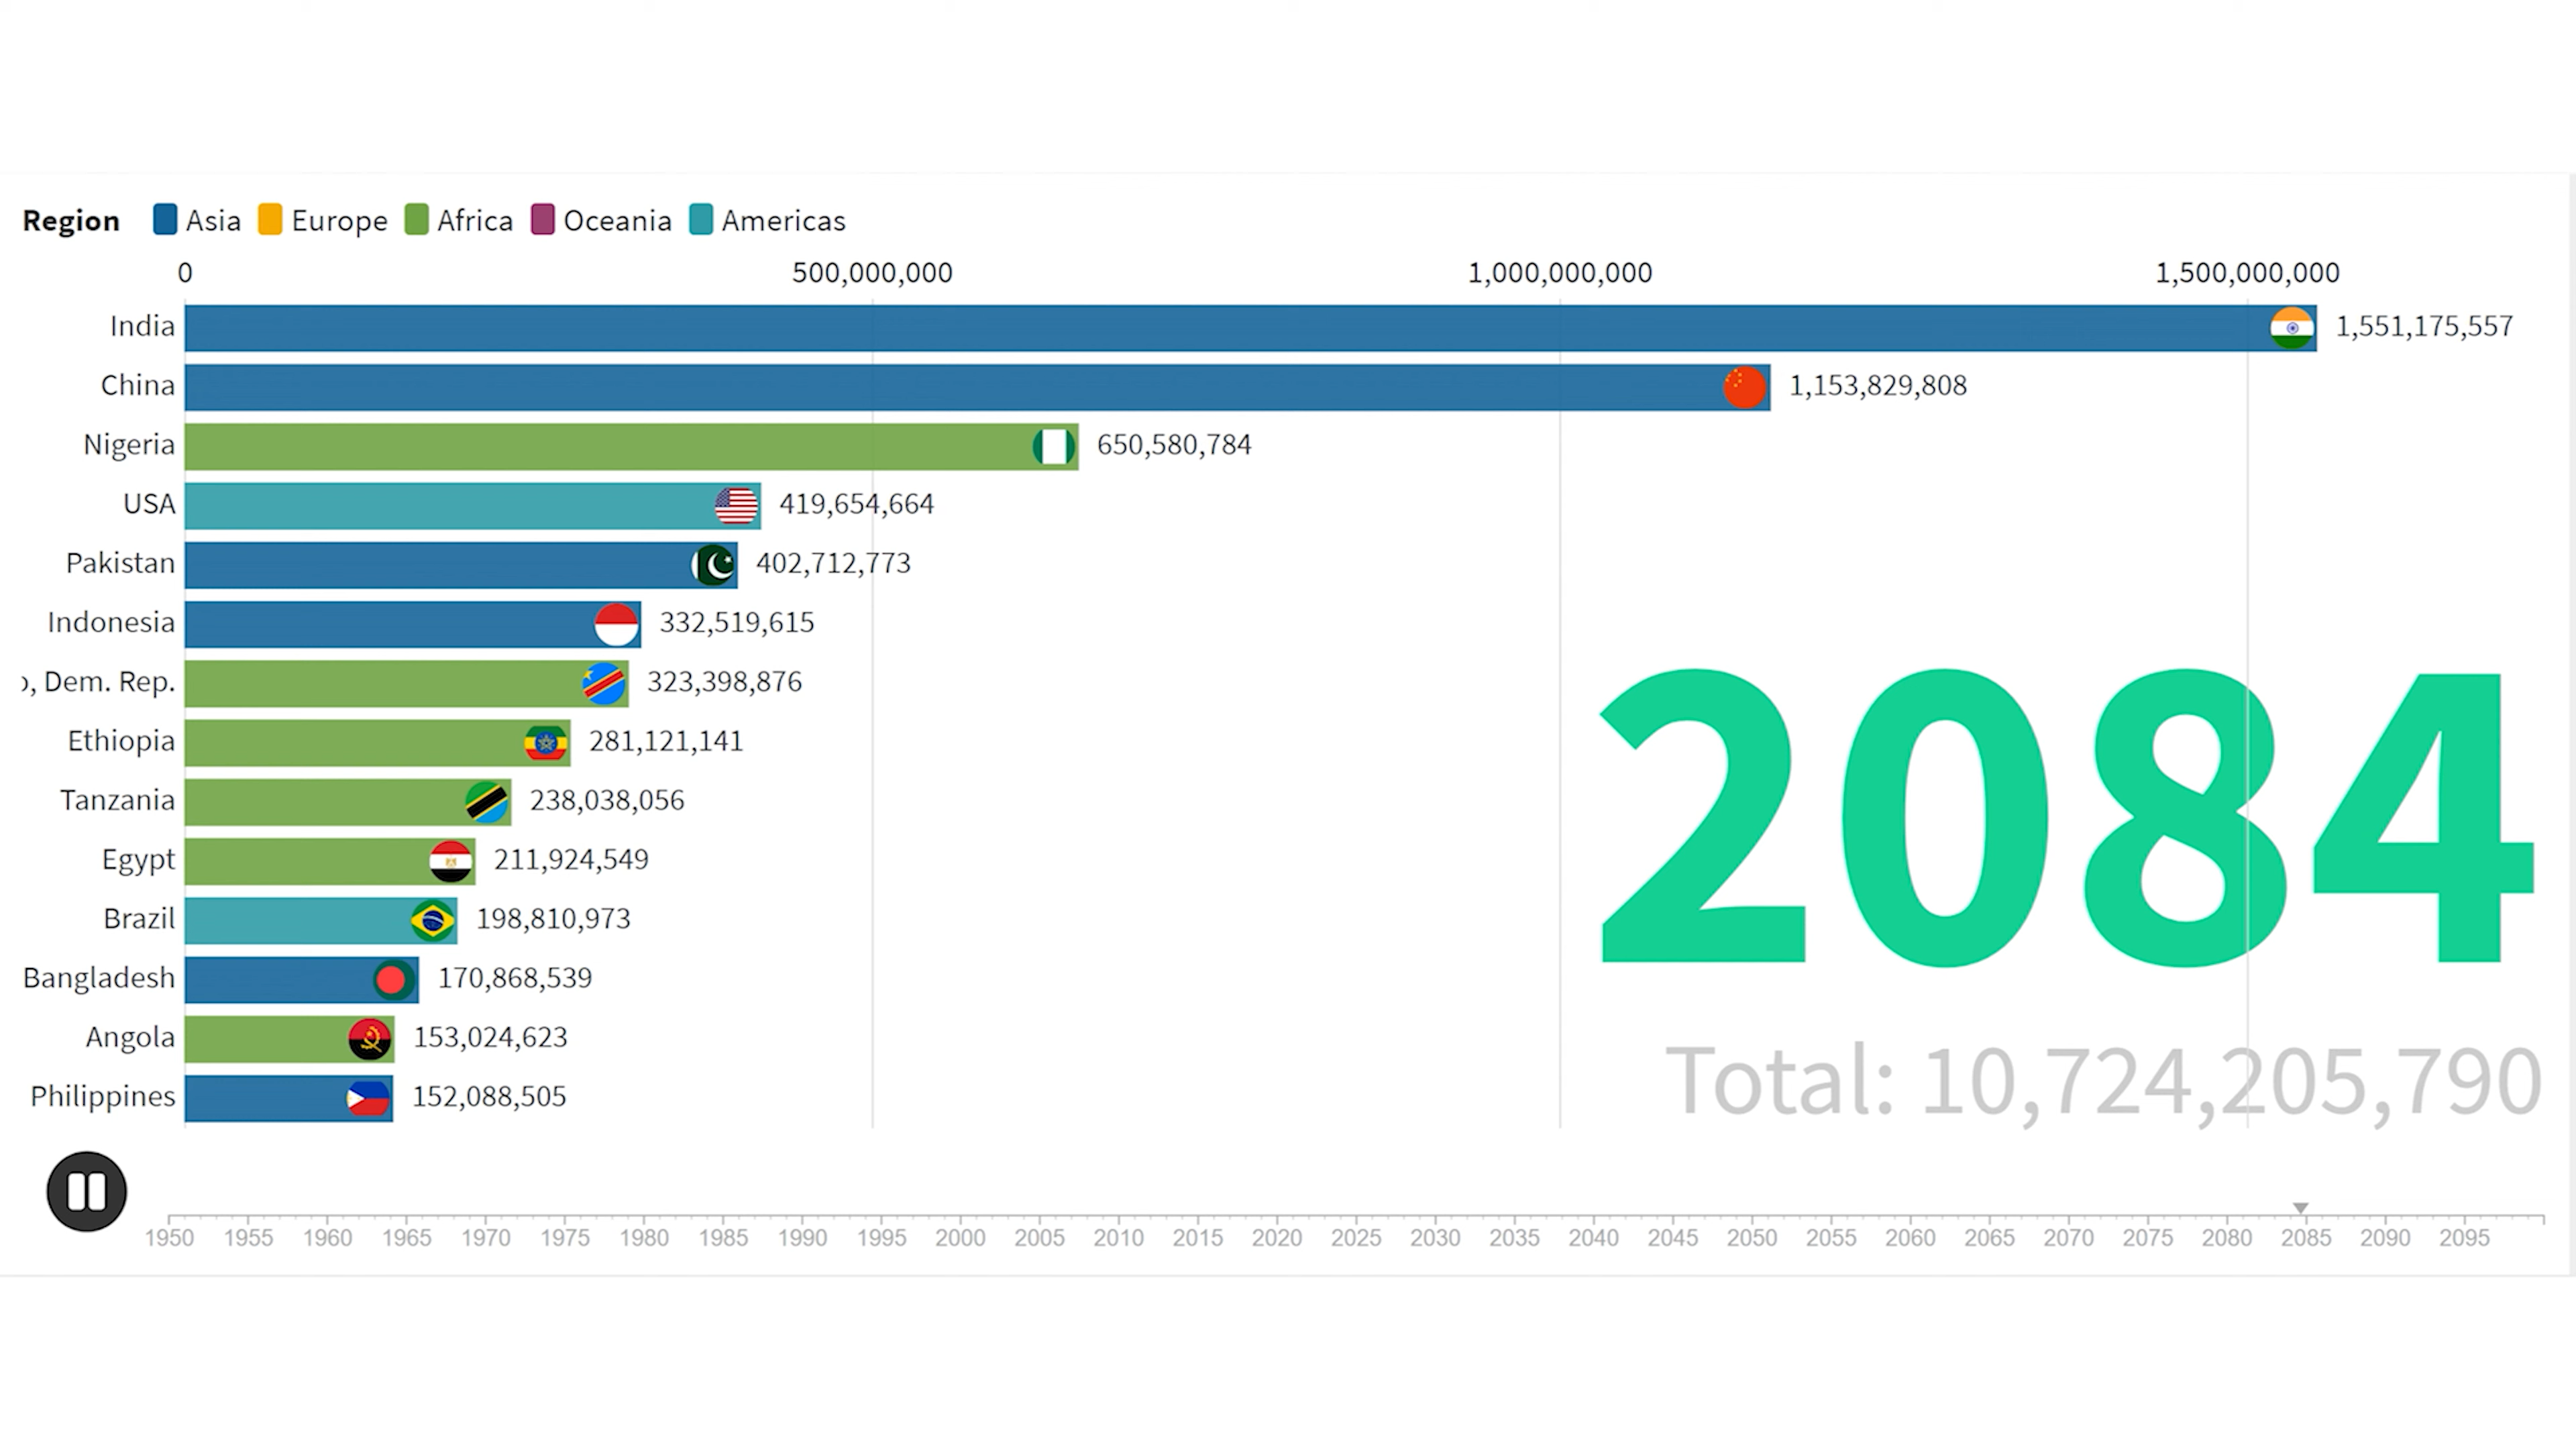 Region Asia Europe Africa Oceania Americas
0 500,000,000 1,000,000,000 1,500,000,000
India 1,551,175,557
China 1,153,829,808
Nigeria 650,580,784
USA 419,654,664
Pakistan 402,712,773
Indonesia 332,519,615
, Dem. Rep. 323,398,876
Ethiopia 281,121,141
Tanzania 238,038,056
Egypt 211,924,549
Brazil 198,810,973
Bangladesh 170,868,539
Angola 153,024,623
Philippines 152,088,505
2084
Total: 10,724,205,790
1950 1955 1960 1965 1970 1975 1980 1985 1990 1995 2000 2005 2010 2015 2020 2025 2030 2035 2040 2045 2050 2055 2060 2065 2070 2075 2080 2085 2090 2095